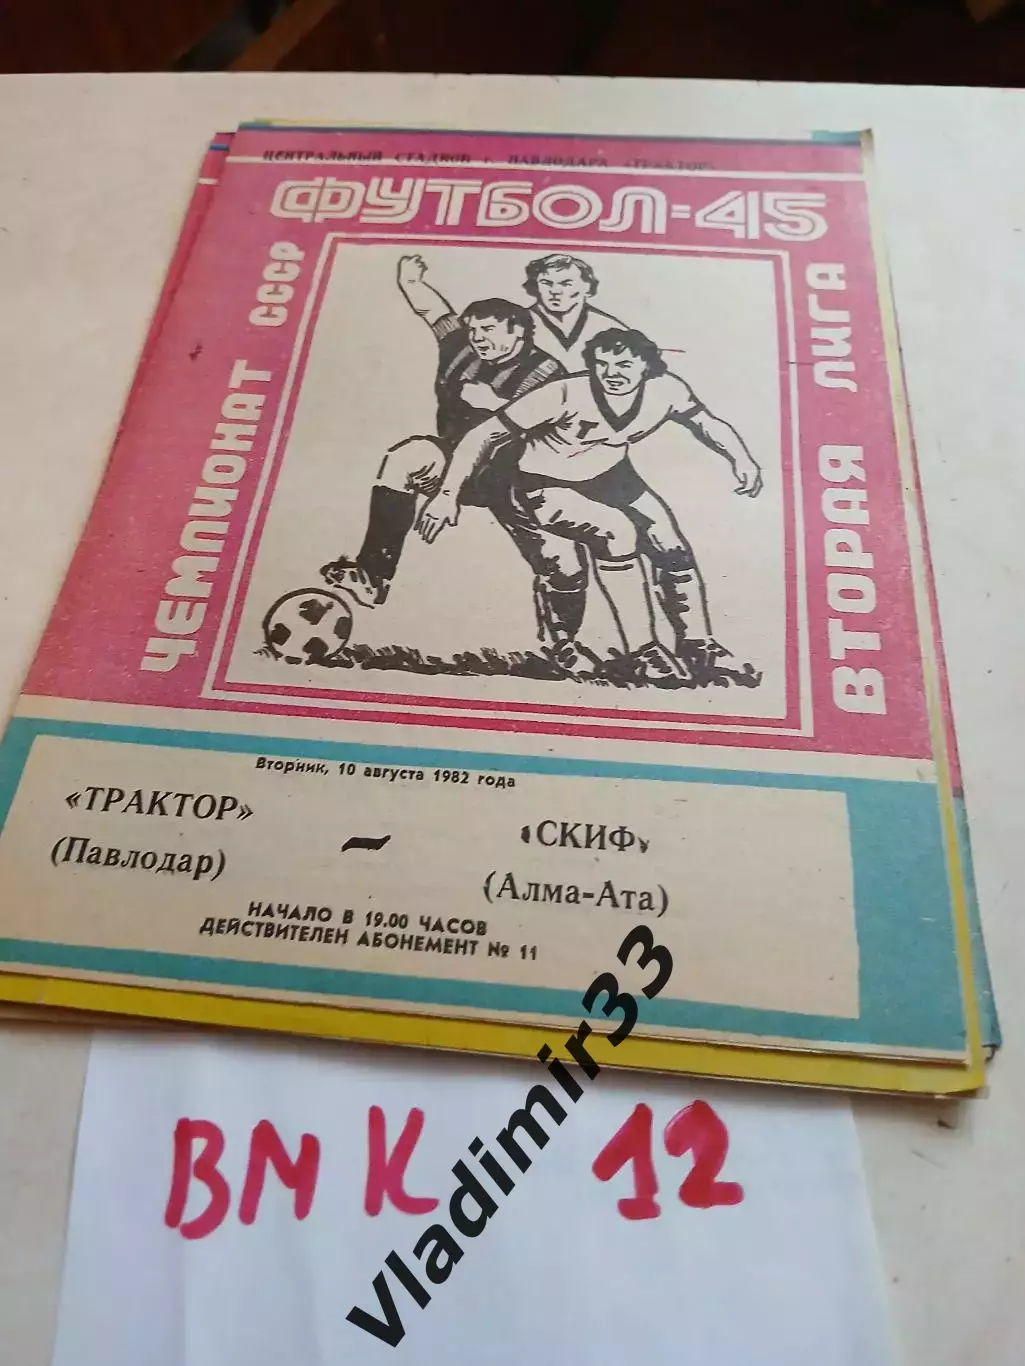 ЦЕНТРАЛЬНЫЙ СТАДИОН г. ПАВЛОДАРА «ТРАКТОР»
ФУТБОЛ-45
ЧЕМПИОНАТ СССР
ВТОРАЯ ЛИГА
Т
Вторник, 10 августа 1982 года
«ТРАКТОР» – «СКИФ»
(Павлодар) (Алма-Ата)
НАЧАЛО В 19.00 ЧАСОВ
ДЕЙСТВИТЕЛЕН АБОНЕМЕНТ № 11
ВМК 12
Vladimir33